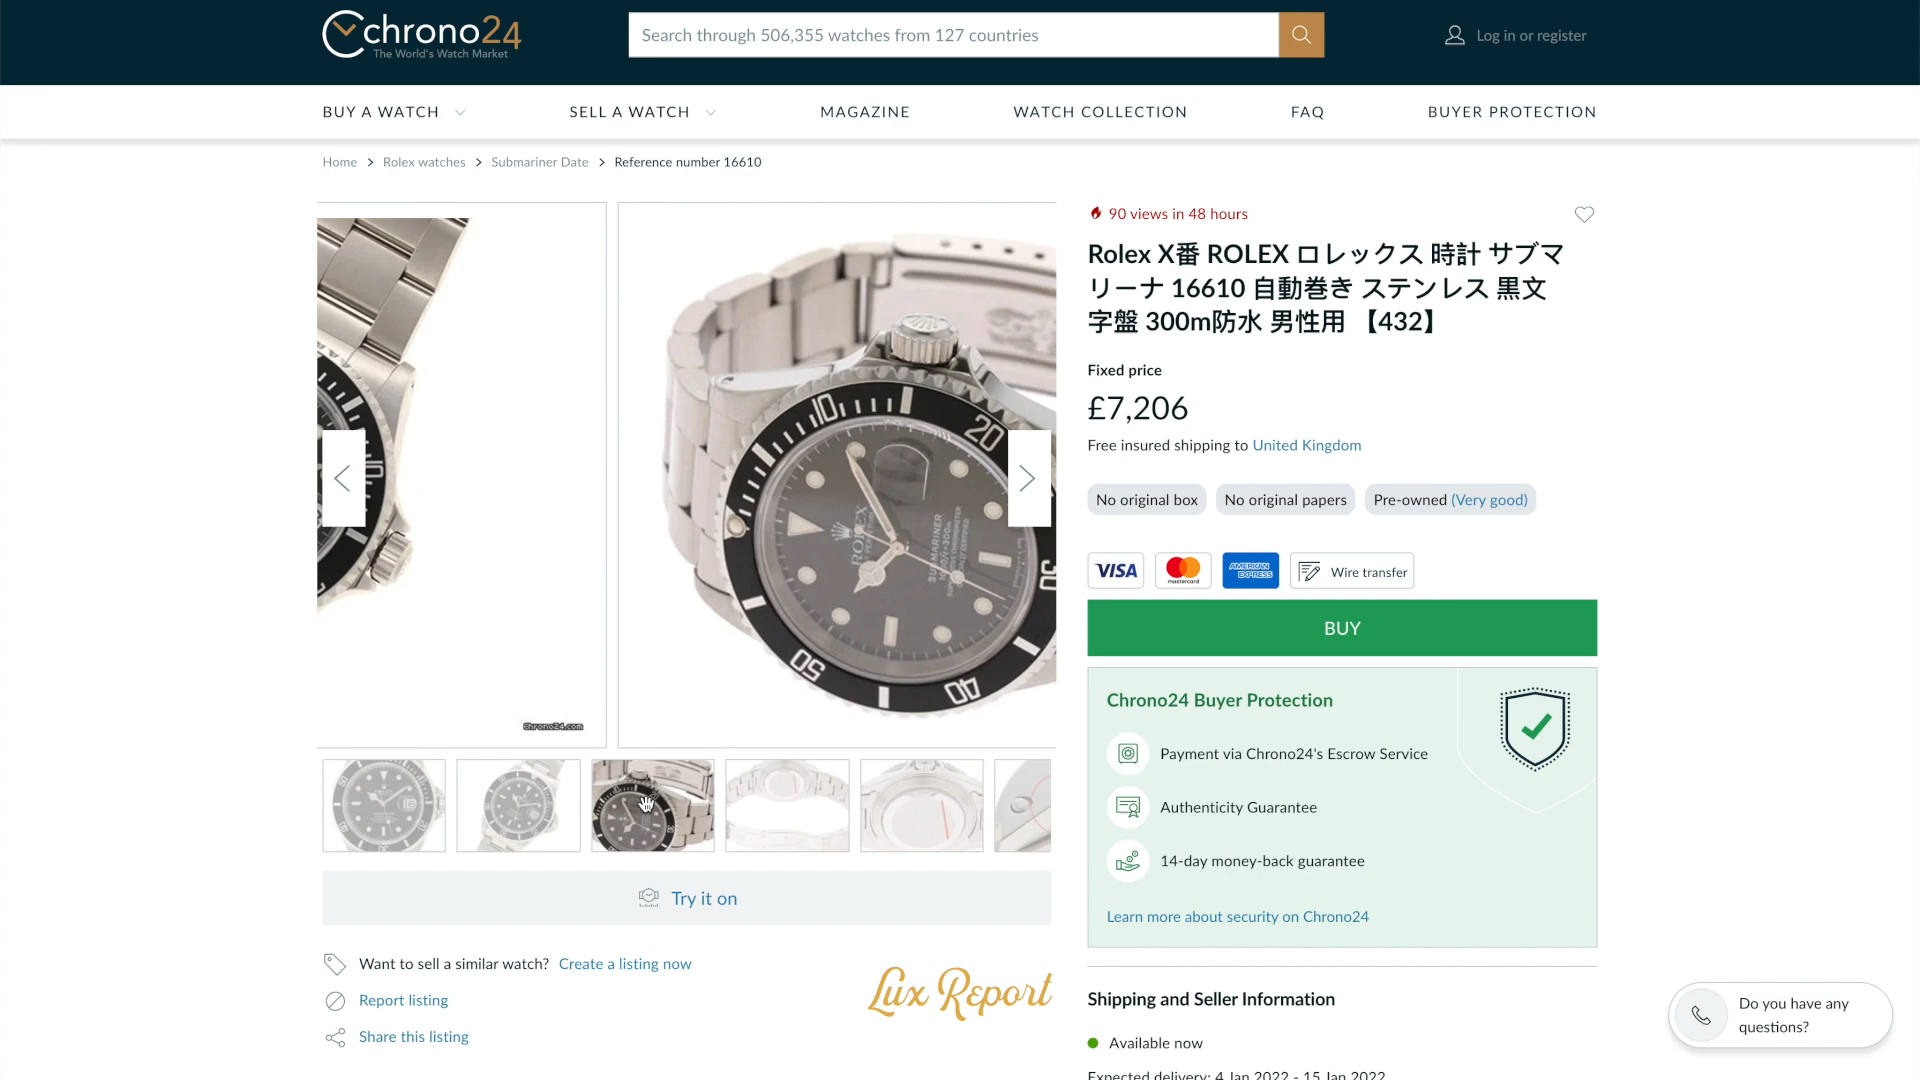 chrono24
The World's Watch Market
Search through 506,355 watches from 127 countries
Log in or register
BUY A WATCH
SELL A WATCH
MAGAZINE
WATCH COLLECTION
FAQ
BUYER PROTECTION
Home > Rolex watches > Submariner Date > Reference number 16610
90 views in 48 hours
Rolex X番 ROLEX ロレックス 時計 サブマ
リーナ 16610 自動巻き ステンレス 黒文
字盤 300m防水 男性用 【432】
Fixed price
£7,206
Free insured shipping to United Kingdom
No original box
No original papers
Pre-owned (Very good)
VISA
mastercard
AMERICAN
EXPRESS
Wire transfer
BUY
Chrono24 Buyer Protection
Payment via Chrono24's Escrow Service
Authenticity Guarantee
14-day money-back guarantee
Learn more about security on Chrono24
10
20
30
40
50
ROLEX
SUBMARINER
1000ft=300m
Chrono24.com
Try it on
Want to sell a similar watch? Create a listing now
Report listing
Share this listing
Lux Report
Shipping and Seller Information
Available now
Expected delivery: 4 Jan 2022 - 15 Jan 2022
Do you have any
questions?